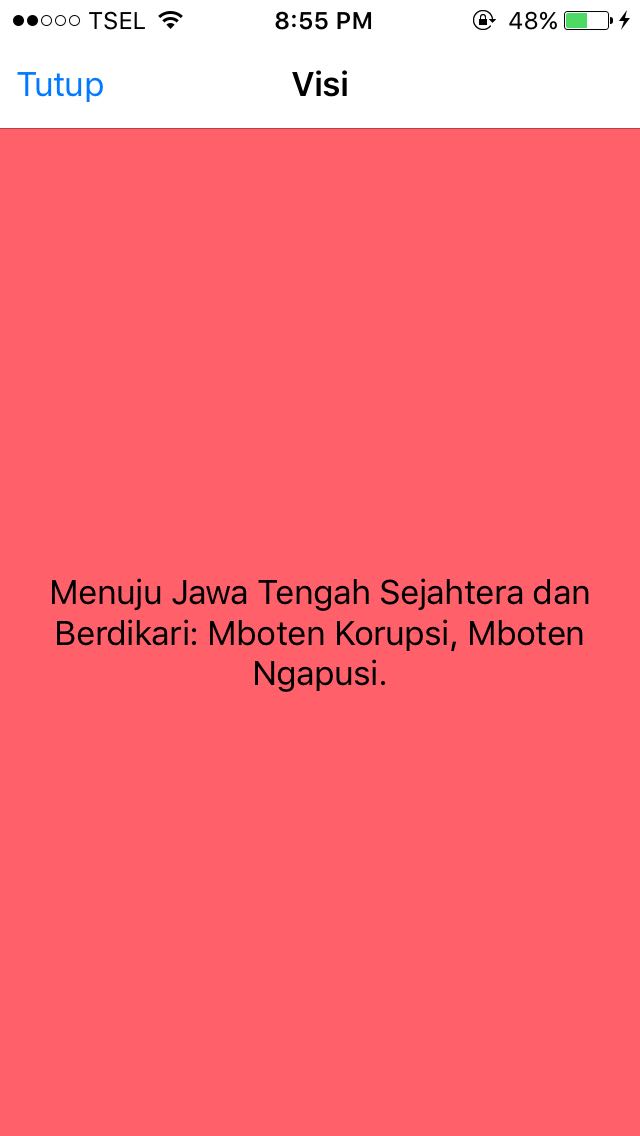 TSEL 8:55 PM 48%
Tutup Visi
Menuju Jawa Tengah Sejahtera dan
Berdikari: Mboten Korupsi, Mboten
Ngapusi.